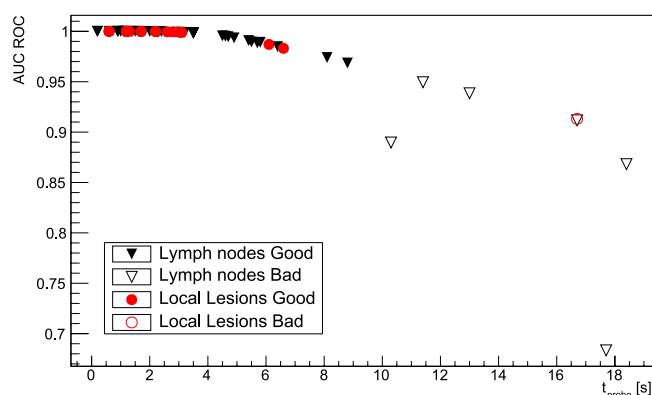 AUC ROC
1
0.95
0.9
0.85
0.8
0.75
0.7
Lymph nodes Good
Lymph nodes Bad
Local Lesions Good
Local Lesions Bad
0 2 4 6 8 10 12 14 16 18
t [s]